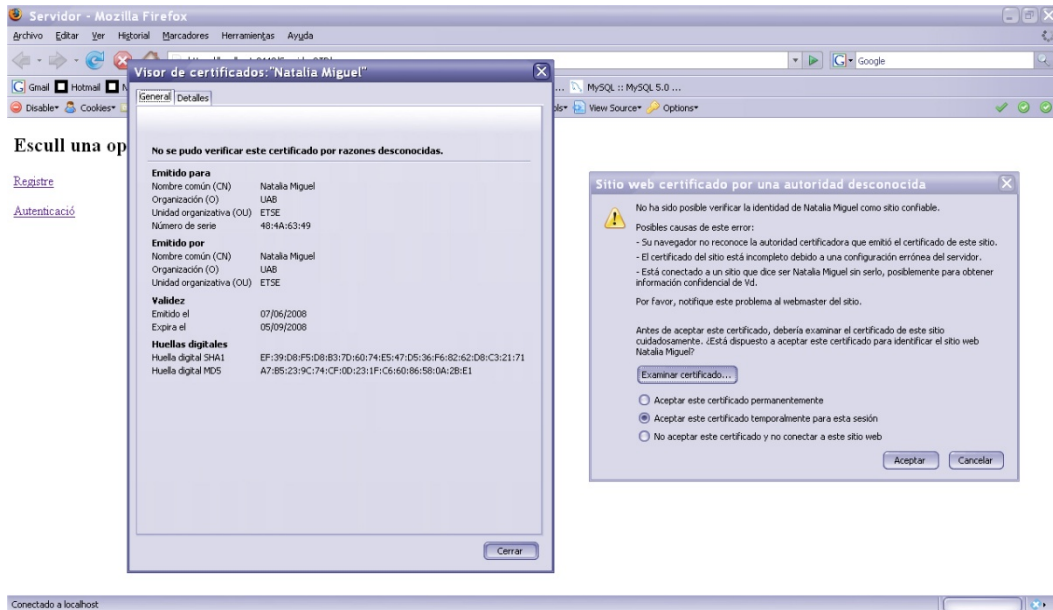 Servidor - Mozilla Firefox
Archivo Editar Ver Historial Marcadores Herramientas Ayuda
Google
Gmail Hotmail N
... MySQL :: MySQL 5.0 ...
Disable Cookies
View Source Options
Escull una op
Registre
Autenticació
Visor de certificados:"Natalia Miguel"
General Detalles
No se pudo verificar este certificado por razones desconocidas.
Emitido para
Nombre común (CN) Natalia Miguel
Organización (O) UAB
Unidad organizativa (OU) ETSE
Número de serie 48:4A:63:49
Emitido por
Nombre común (CN) Natalia Miguel
Organización (O) UAB
Unidad organizativa (OU) ETSE
Validez
Emitido el 07/06/2008
Expira el 05/09/2008
Huellas digitales
Huella digital SHA1 EF:39:D8:F5:D8:B3:7D:60:74:E5:47:D5:36:F6:82:62:D8:C3:21:71
Huella digital MD5 A7:B5:23:9C:74:CF:0D:23:1F:C6:60:86:58:0A:2B:E1
Cerrar
Sitio web certificado por una autoridad desconocida
No ha sido posible verificar la identidad de Natalia Miguel como sitio confiable.
Posibles causas de este error:
- Su navegador no reconoce la autoridad certificadora que emitió el certificado de este sitio.
- El certificado del sitio está incompleto debido a una configuración errónea del servidor.
- Está conectado a un sitio que dice ser Natalia Miguel sin serlo, posiblemente para obtener
información confidencial de Vd.
Por favor, notifique este problema al webmaster del sitio.
Antes de aceptar este certificado, debería examinar el certificado de este sitio
cuidadosamente. ¿Está dispuesto a aceptar este certificado para identificar el sitio web
Natalia Miguel?
Examinar certificado...
Aceptar este certificado permanentemente
Aceptar este certificado temporalmente para esta sesión
No aceptar este certificado y no conectar a este sitio web
Aceptar Cancelar
Conectado a localhost